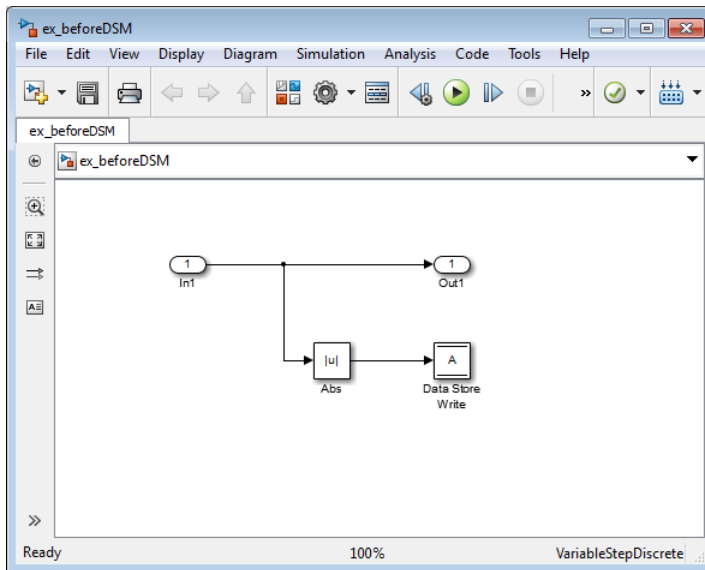 ex_beforeDSM
File Edit View Display Diagram Simulation Analysis Code Tools Help
»
ex_beforeDSM
ex_beforeDSM
1
In1
1
Out1
|u|
Abs
A
Data Store
Write
»
Ready 100% VariableStepDiscrete